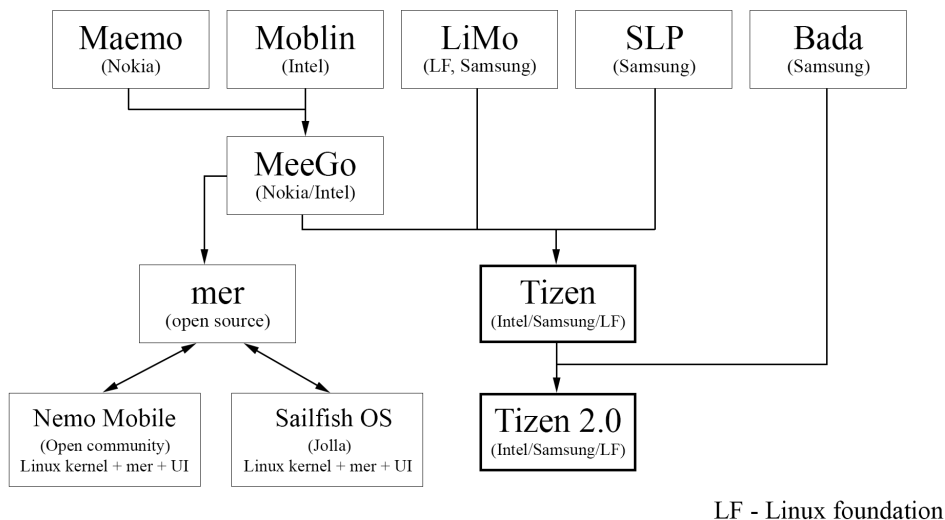 Maemo
(Nokia)
Moblin
(Intel)
LiMo
(LF, Samsung)
SLP
(Samsung)
Bada
(Samsung)
MeeGo
(Nokia/Intel)
mer
(open source)
Tizen
(Intel/Samsung/LF)
Nemo Mobile
(Open community)
Linux kernel + mer + UI
Sailfish OS
(Jolla)
Linux kernel + mer + UI
Tizen 2.0
(Intel/Samsung/LF)
LF - Linux foundation